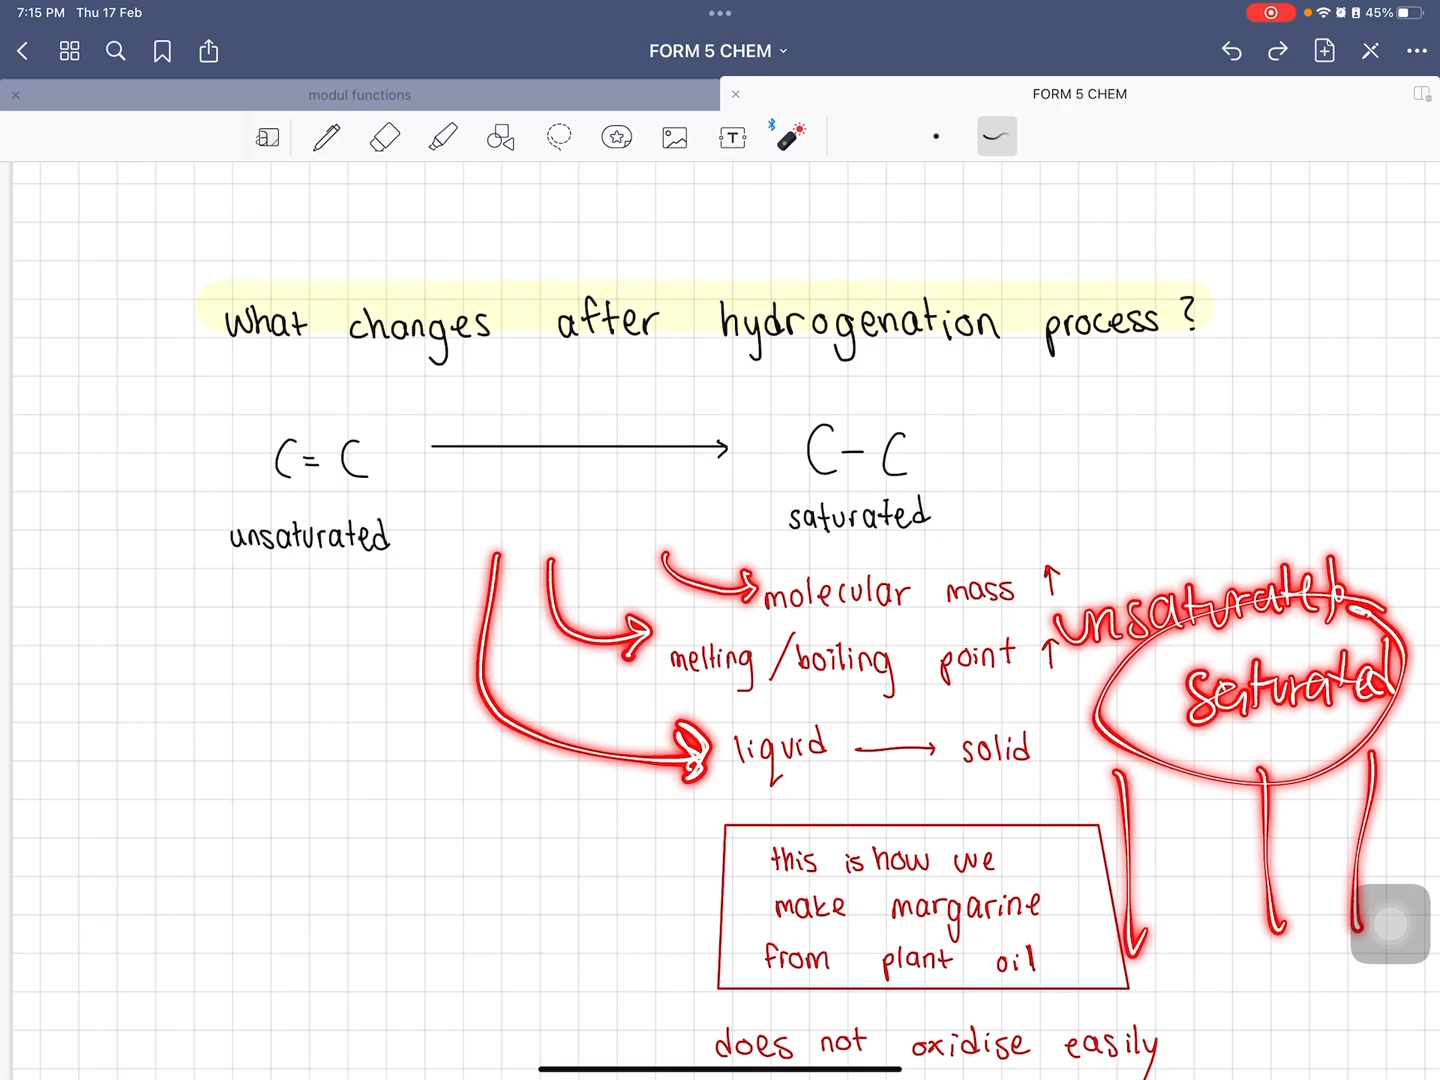 7:15 PM Thu 17 Feb
45%
FORM 5 CHEM
modul functions
FORM 5 CHEM
What changes after hydrogenation process?
C = C
C - C
unsaturated
saturated
molecular mass ↑
unsaturated
melting / boiling point ↑
saturated
liquid → solid
this is how we
make margarine
from plant oil
does not oxidise easily